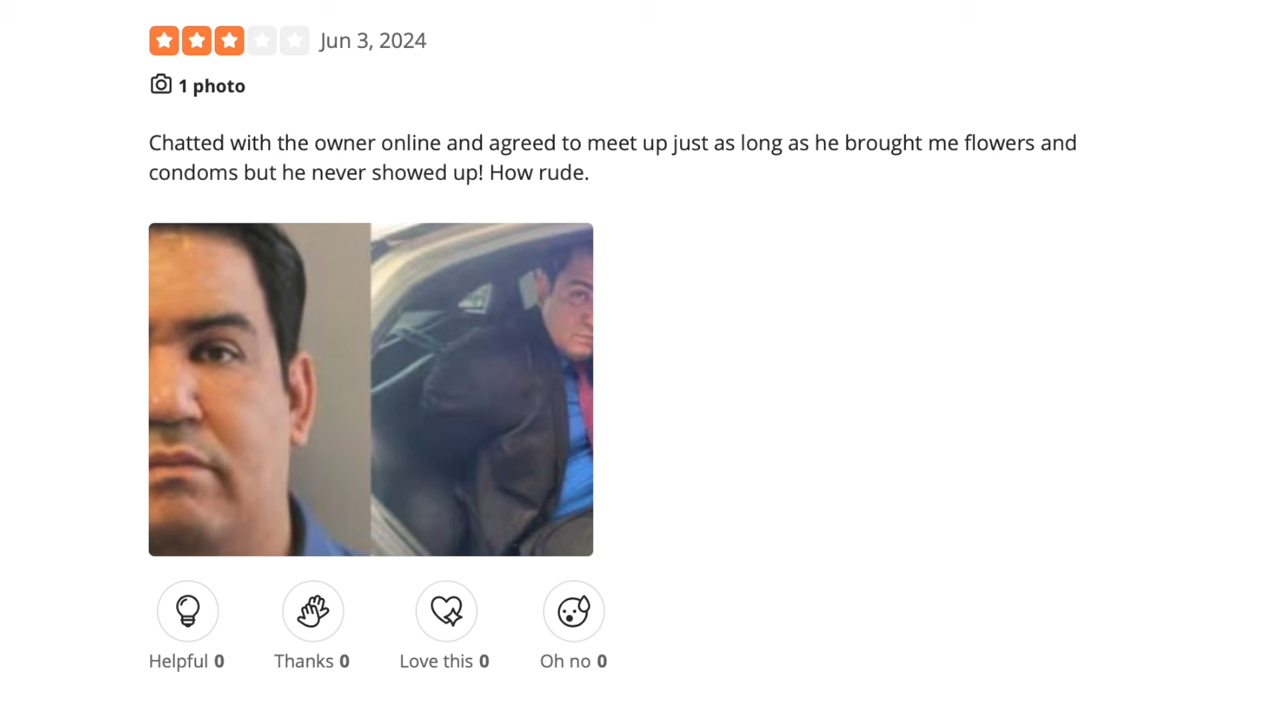 Jun 3, 2024
1 photo
Chatted with the owner online and agreed to meet up just as long as he brought me flowers and
condoms but he never showed up! How rude.
Helpful 0
Thanks 0
Love this 0
Oh no 0